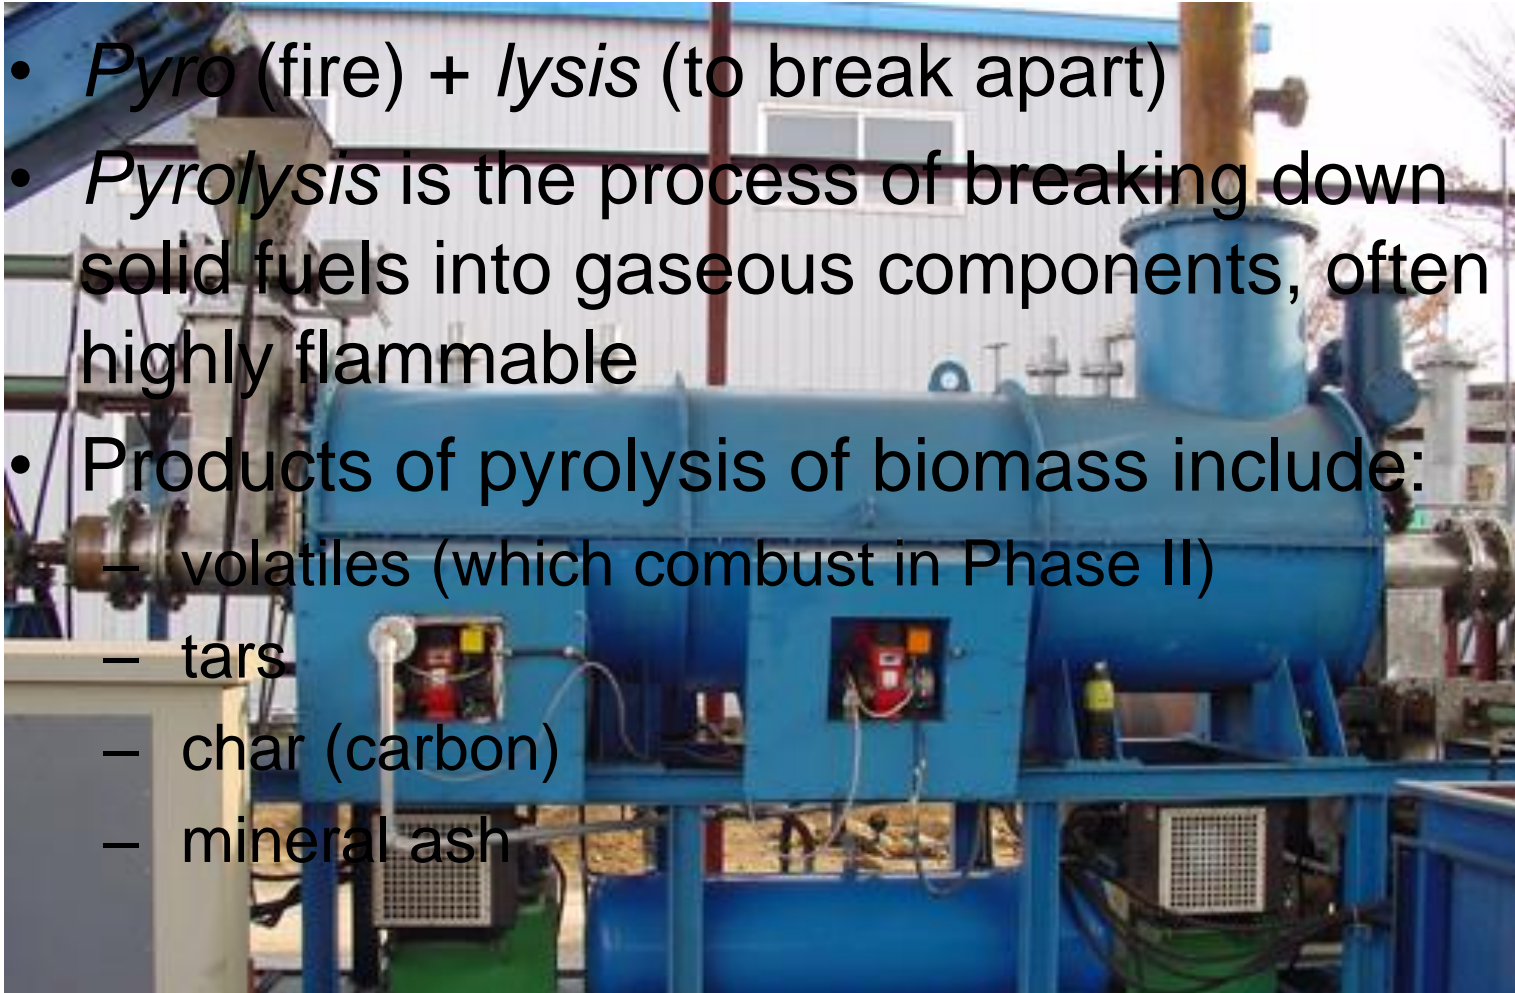 • Pyro (fire) + lysis (to break apart)
• Pyrolysis is the process of breaking down
solid fuels into gaseous components, often
highly flammable
• Products of pyrolysis of biomass include:
– volatiles (which combust in Phase II)
– tars
– char (carbon)
– mineral ash